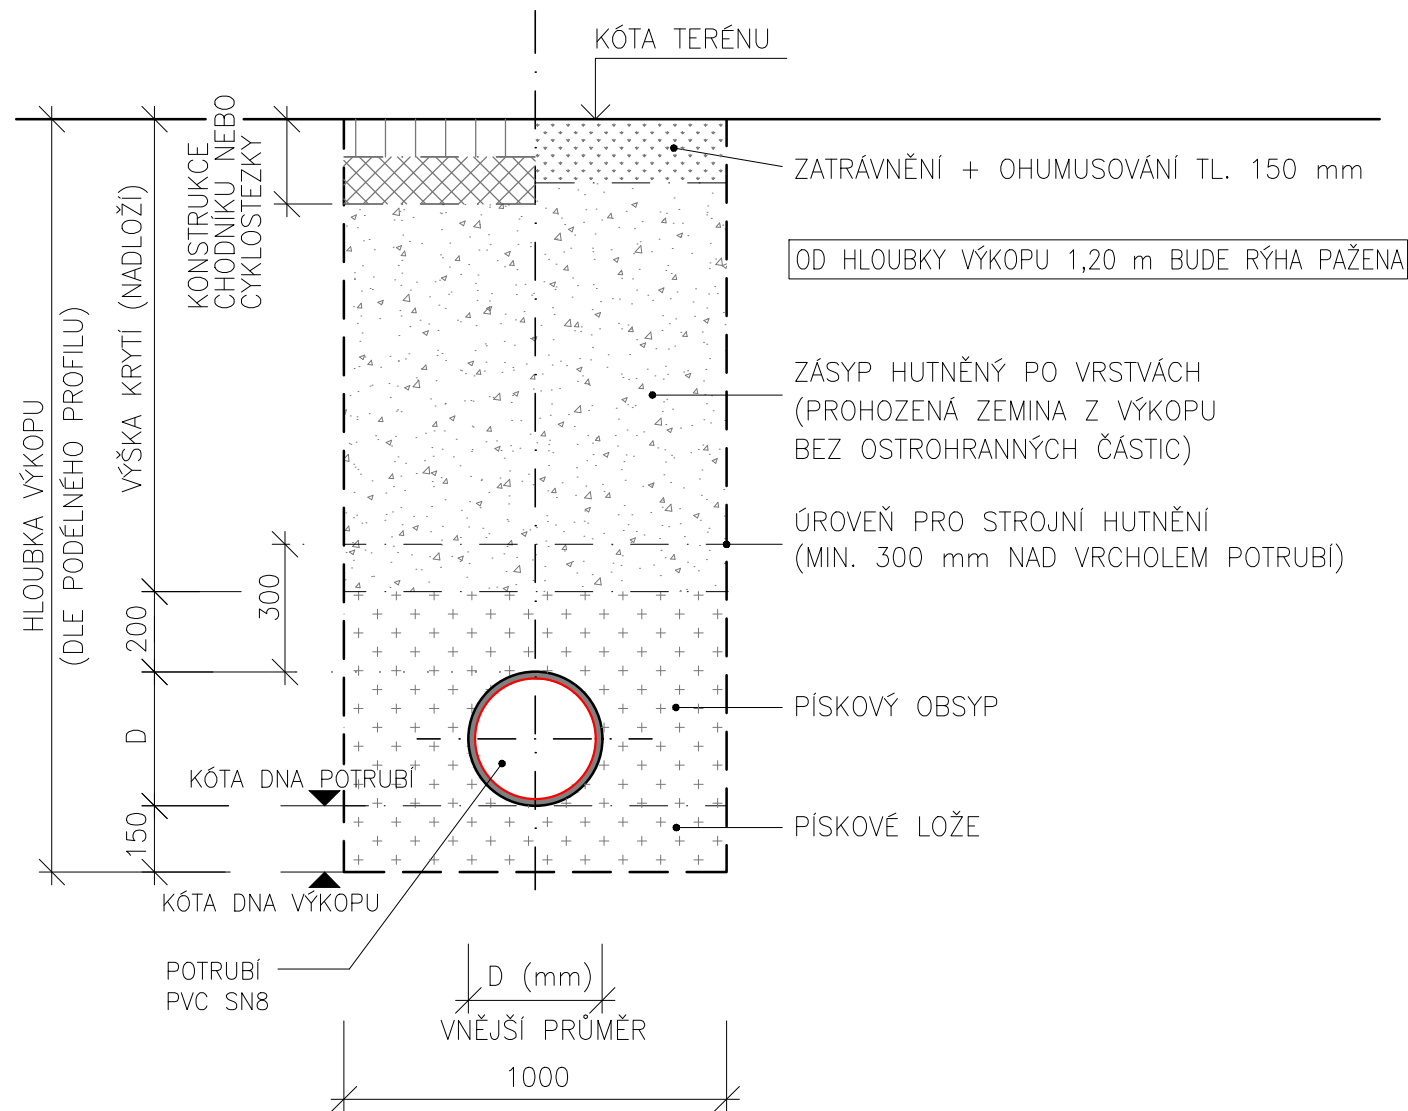 KÓTA TERÉNU
KONSTRUKCE
CHODNÍKU NEBO
CYKLOSTEZKY
ZATRÁVNĚNÍ + OHUMUSOVÁNÍ TL. 150 mm
OD HLOUBKY VÝKOPU 1,20 m BUDE RÝHA PAŽENA
HLOUBKA VÝKOPU
(DLE PODÉLNÉHO PROFILU)
VÝŠKA KRYTÍ (NADLOŽÍ)
ZÁSYP HUTNĚNÝ PO VRSTVÁCH
(PROHOZENÁ ZEMINA Z VÝKOPU
BEZ OSTROHRANNÝCH ČÁSTIC)
ÚROVEŇ PRO STROJNÍ HUTNĚNÍ
(MIN. 300 mm NAD VRCHOLEM POTRUBÍ)
300
200
D
150
PÍSKOVÝ OBSYP
KÓTA DNA POTRUBÍ
PÍSKOVÉ LOŽE
KÓTA DNA VÝKOPU
POTRUBÍ
PVC SN8
D (mm)
VNĚJŠÍ PRŮMĚR
1000